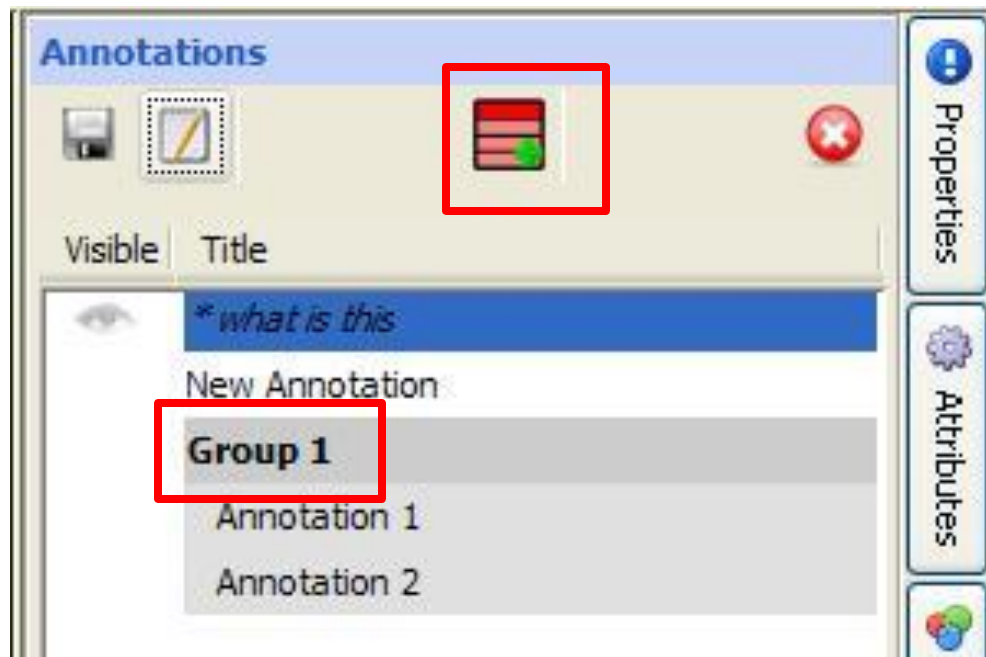 Annotations
Visible Title
* what is this
New Annotation
Group 1
Annotation 1
Annotation 2
Properties
Attributes